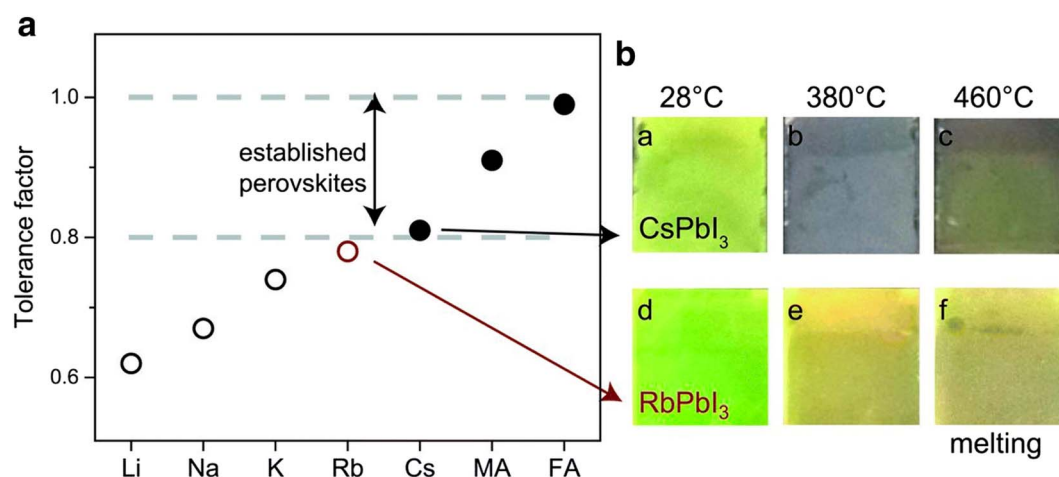 a
Tolerance factor
1.0
0.8
0.6
established
perovskites
Li Na K Rb Cs MA FA
b
28°C 380°C 460°C
a b c
CsPbI₃
d e f
RbPbI₃
melting